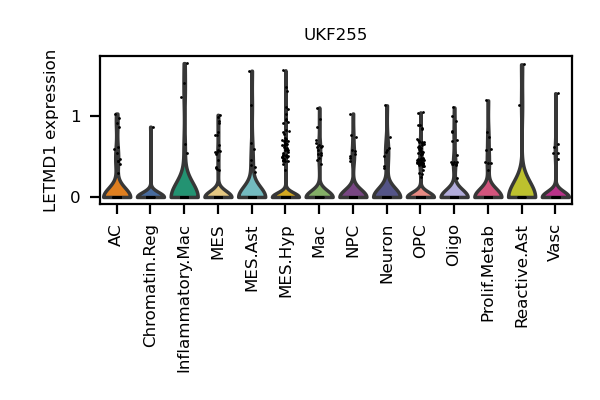 UKF255
LETMD1 expression
1
0
AC
Chromatin.Reg
Inflammatory.Mac
MES
MES.Ast
MES.Hyp
Mac
NPC
Neuron
OPC
Oligo
Prolif.Metab
Reactive.Ast
Vasc